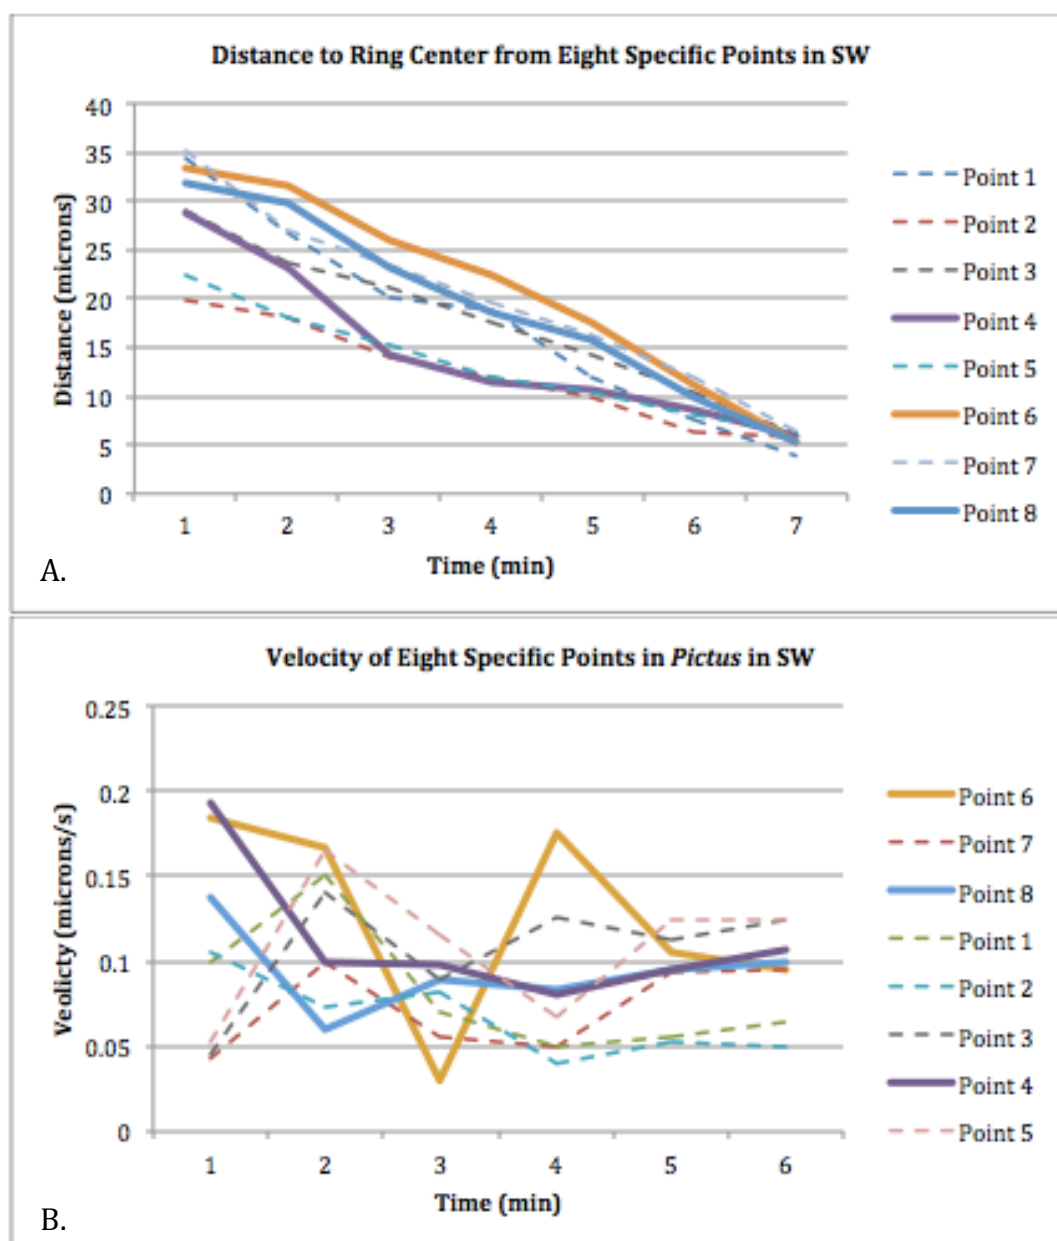 Distance to Ring Center from Eight Specific Points in SW
Distance (microns)
40
35
30
25
20
15
10
5
0
1 2 3 4 5 6 7
Time (min)
Point 1
Point 2
Point 3
Point 4
Point 5
Point 6
Point 7
Point 8
A.
Velocity of Eight Specific Points in Pictus in SW
Veolicty (microns/s)
0.25
0.2
0.15
0.1
0.05
0
1 2 3 4 5 6
Time (min)
Point 6
Point 7
Point 8
Point 1
Point 2
Point 3
Point 4
Point 5
B.